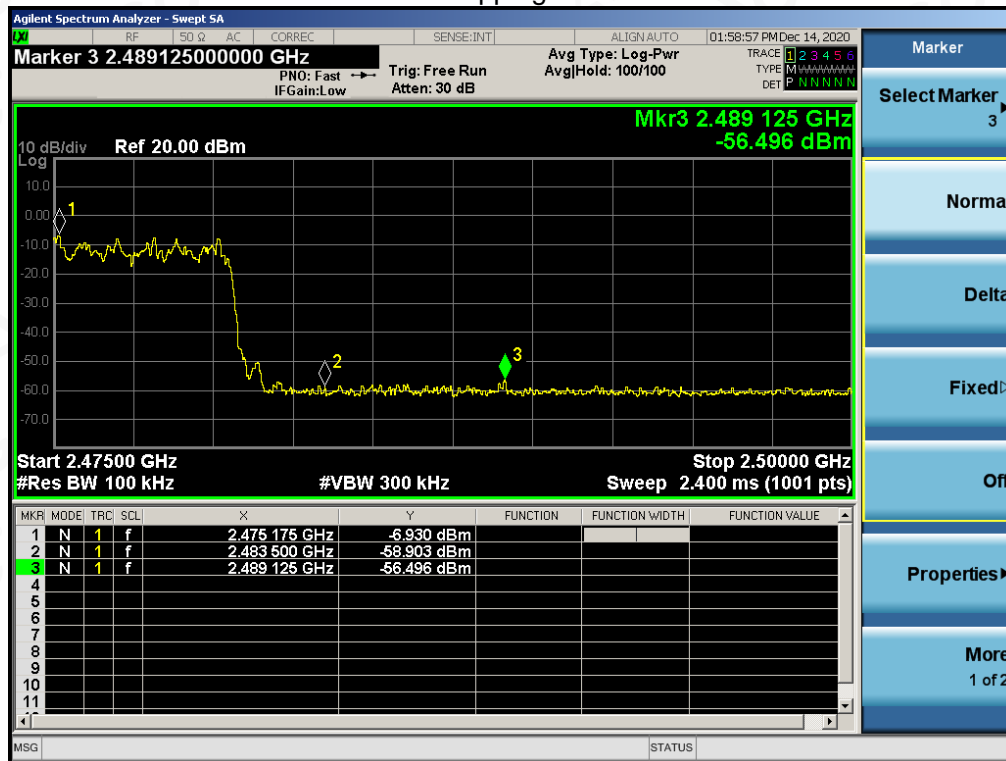 pping
Agilent Spectrum Analyzer - Swept SA
LXI RF 50 Ω AC CORREC SENSE:INT ALIGN AUTO 01:58:57 PM Dec 14, 2020
Marker 3 2.489125000000 GHz
PNO: Fast
IFGain:Low
Trig: Free Run
Atten: 30 dB
Avg Type: Log-Pwr
Avg|Hold: 100/100
TRACE 1 2 3 4 5 6
TYPE M
DET P N N N N N
Mkr3 2.489 125 GHz
-56.496 dBm
10 dB/div Ref 20.00 dBm
Log
10.0
0.00
-10.0
-20.0
-30.0
-40.0
-50.0
-60.0
-70.0
1
2
3
Start 2.47500 GHz Stop 2.50000 GHz
#Res BW 100 kHz #VBW 300 kHz Sweep 2.400 ms (1001 pts)
MKR MODE TRC SCL X Y FUNCTION FUNCTION WIDTH FUNCTION VALUE
1 N 1 f 2.475 175 GHz -6.930 dBm
2 N 1 f 2.483 500 GHz -58.903 dBm
3 N 1 f 2.489 125 GHz -56.496 dBm
4
5
6
7
8
9
10
11
MSG STATUS
Marker
Select Marker
3
Norma
Delta
Fixed
Off
Properties
More
1 of 2